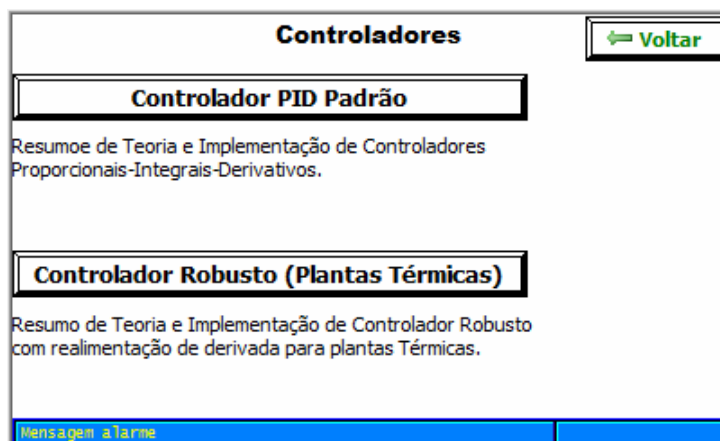 Controladores
Voltar
Controlador PID Padrão
Resumoe de Teoria e Implementação de Controladores
Proporcionais-Integrais-Derivativos.
Controlador Robusto (Plantas Térmicas)
Resumo de Teoria e Implementação de Controlador Robusto
com realimentação de derivada para plantas Térmicas.
Mensagem alarme